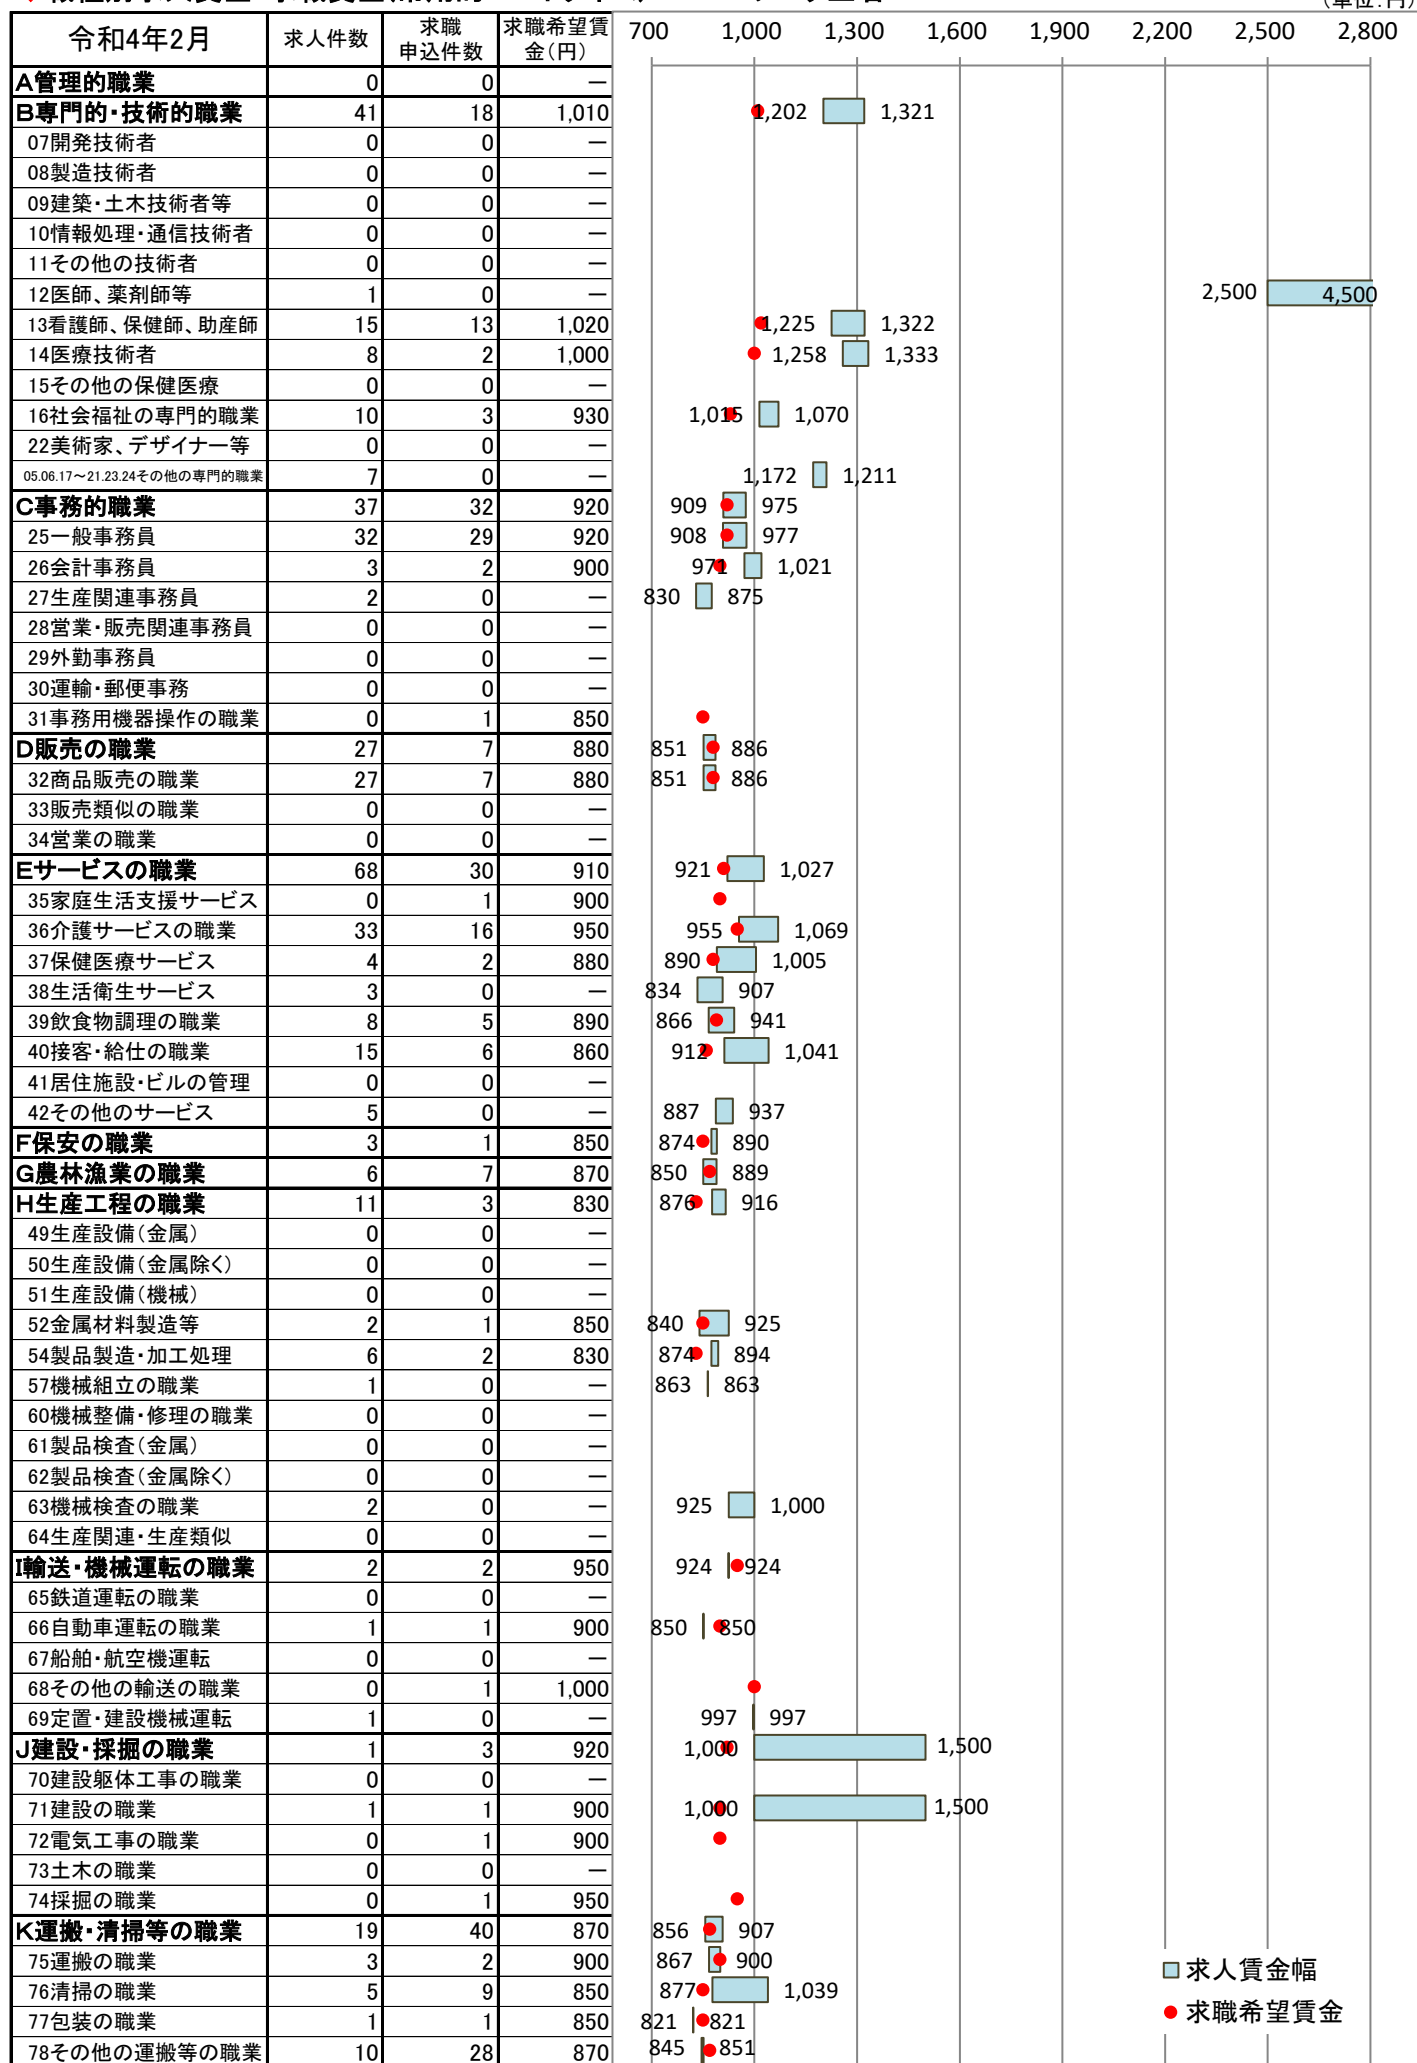 (単位:円)
令和4年2月 求人件数 求職申込件数 求職希望賃金(円) 700 1,000 1,300 1,600 1,900 2,200 2,500 2,800
A管理的職業 0 0 ―
B専門的・技術的職業 41 18 1,010 1,202 1,321
07開発技術者 0 0 ―
08製造技術者 0 0 ―
09建築・土木技術者等 0 0 ―
10情報処理・通信技術者 0 0 ―
11その他の技術者 0 0 ―
12医師、薬剤師等 1 0 ― 2,500 4,500
13看護師、保健師、助産師 15 13 1,020 1,225 1,322
14医療技術者 8 2 1,000 1,258 1,333
15その他の保健医療 0 0 ―
16社会福祉の専門的職業 10 3 930 1,015 1,070
22美術家、デザイナー等 0 0 ―
05.06.17～21.23.24その他の専門的職業 7 0 ― 1,172 1,211
C事務的職業 37 32 920 909 975
25一般事務員 32 29 920 908 977
26会計事務員 3 2 900 971 1,021
27生産関連事務員 2 0 ― 830 875
28営業・販売関連事務員 0 0 ―
29外勤事務員 0 0 ―
30運輸・郵便事務 0 0 ―
31事務用機器操作の職業 0 1 850
D販売の職業 27 7 880 851 886
32商品販売の職業 27 7 880 851 886
33販売類似の職業 0 0 ―
34営業の職業 0 0 ―
Eサービスの職業 68 30 910 921 1,027
35家庭生活支援サービス 0 1 900
36介護サービスの職業 33 16 950 955 1,069
37保健医療サービス 4 2 880 890 1,005
38生活衛生サービス 3 0 ― 834 907
39飲食物調理の職業 8 5 890 866 941
40接客・給仕の職業 15 6 860 912 1,041
41居住施設・ビルの管理 0 0 ―
42その他のサービス 5 0 ― 887 937
F保安の職業 3 1 850 874 890
G農林漁業の職業 6 7 870 850 889
H生産工程の職業 11 3 830 876 916
49生産設備(金属) 0 0 ―
50生産設備(金属除く) 0 0 ―
51生産設備(機械) 0 0 ―
52金属材料製造等 2 1 850 840 925
54製品製造・加工処理 6 2 830 874 894
57機械組立の職業 1 0 ― 863 863
60機械整備・修理の職業 0 0 ―
61製品検査(金属) 0 0 ―
62製品検査(金属除く) 0 0 ―
63機械検査の職業 2 0 ― 925 1,000
64生産関連・生産類似 0 0 ―
I輸送・機械運転の職業 2 2 950 924 924
65鉄道運転の職業 0 0 ―
66自動車運転の職業 1 1 900 850 850
67船舶・航空機運転 0 0 ―
68その他の輸送の職業 0 1 1,000
69定置・建設機械運転 1 0 ― 997 997
J建設・採掘の職業 1 3 920 1,000 1,500
70建設躯体工事の職業 0 0 ―
71建設の職業 1 1 900 1,000 1,500
72電気工事の職業 0 1 900
73土木の職業 0 0 ―
74採掘の職業 0 1 950
K運搬・清掃等の職業 19 40 870 856 907
75運搬の職業 3 2 900 867 900
76清掃の職業 5 9 850 877 1,039
77包装の職業 1 1 850 821 821
78その他の運搬等の職業 10 28 870 845 851
求人賃金幅
求職希望賃金